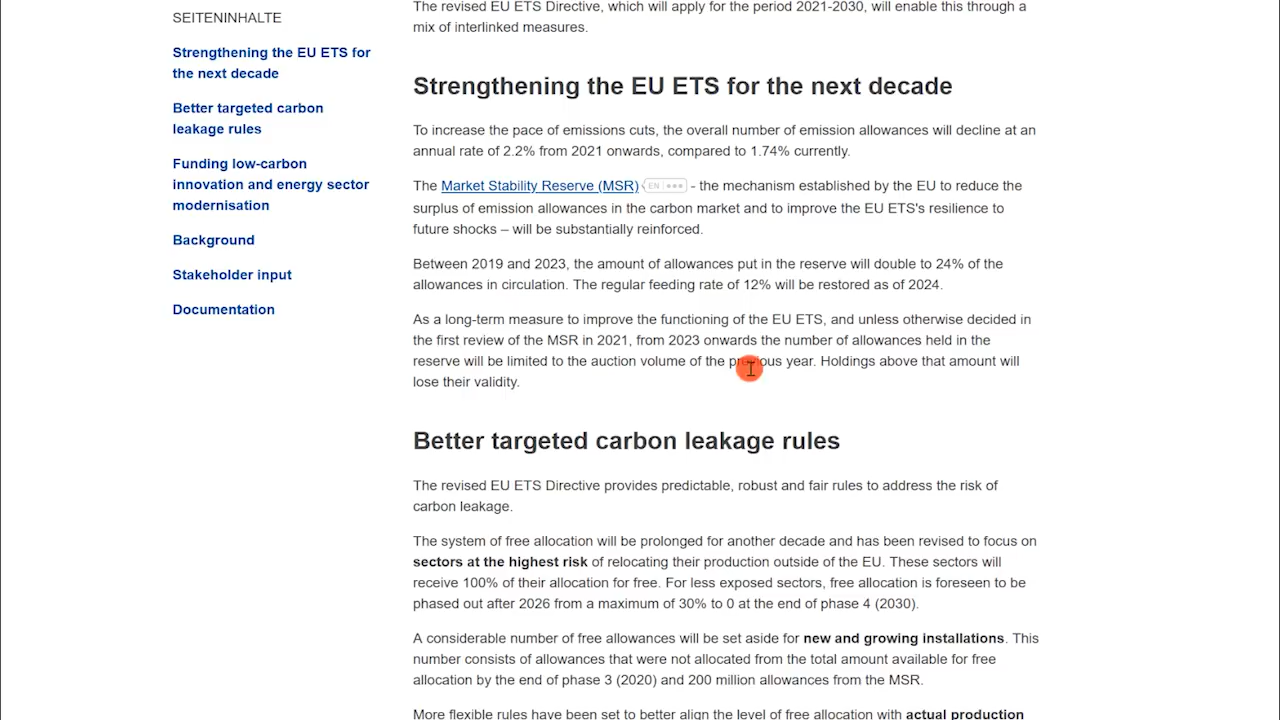 SEITENINHALTE
Strengthening the EU ETS for
the next decade
Better targeted carbon
leakage rules
Funding low-carbon
innovation and energy sector
modernisation
Background
Stakeholder input
Documentation
The revised EU ETS Directive, which will apply for the period 2021-2030, will enable this through a
mix of interlinked measures.
Strengthening the EU ETS for the next decade
To increase the pace of emissions cuts, the overall number of emission allowances will decline at an
annual rate of 2.2% from 2021 onwards, compared to 1.74% currently.
The Market Stability Reserve (MSR) EN - the mechanism established by the EU to reduce the
surplus of emission allowances in the carbon market and to improve the EU ETS's resilience to
future shocks – will be substantially reinforced.
Between 2019 and 2023, the amount of allowances put in the reserve will double to 24% of the
allowances in circulation. The regular feeding rate of 12% will be restored as of 2024.
As a long-term measure to improve the functioning of the EU ETS, and unless otherwise decided in
the first review of the MSR in 2021, from 2023 onwards the number of allowances held in the
reserve will be limited to the auction volume of the previous year. Holdings above that amount will
lose their validity.
Better targeted carbon leakage rules
The revised EU ETS Directive provides predictable, robust and fair rules to address the risk of
carbon leakage.
The system of free allocation will be prolonged for another decade and has been revised to focus on
sectors at the highest risk of relocating their production outside of the EU. These sectors will
receive 100% of their allocation for free. For less exposed sectors, free allocation is foreseen to be
phased out after 2026 from a maximum of 30% to 0 at the end of phase 4 (2030).
A considerable number of free allowances will be set aside for new and growing installations. This
number consists of allowances that were not allocated from the total amount available for free
allocation by the end of phase 3 (2020) and 200 million allowances from the MSR.
More flexible rules have been set to better align the level of free allocation with actual production